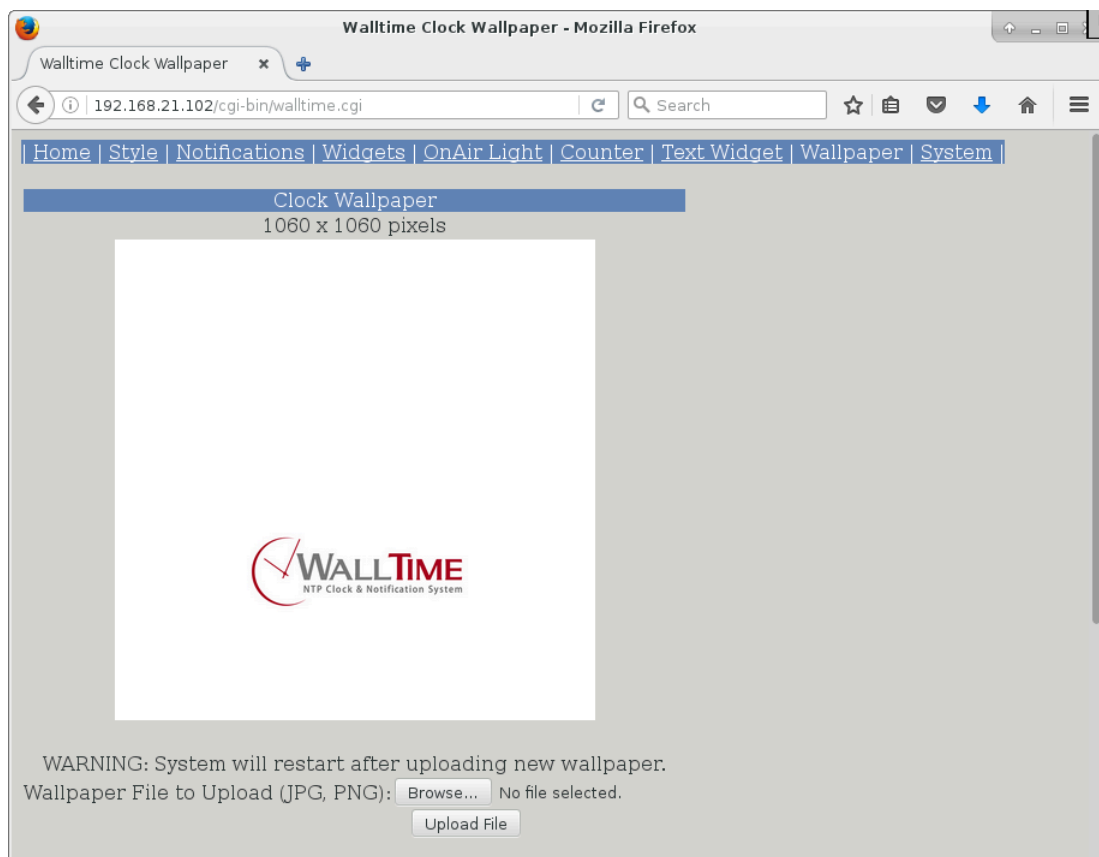 Walltime Clock Wallpaper - Mozilla Firefox
Walltime Clock Wallpaper
192.168.21.102/cgi-bin/walltime.cgi
Search
| Home | Style | Notifications | Widgets | OnAir Light | Counter | Text Widget | Wallpaper | System |
Clock Wallpaper
1060 x 1060 pixels
WALLTIME
NTP Clock & Notification System
WARNING: System will restart after uploading new wallpaper.
Wallpaper File to Upload (JPG, PNG): Browse... No file selected.
Upload File